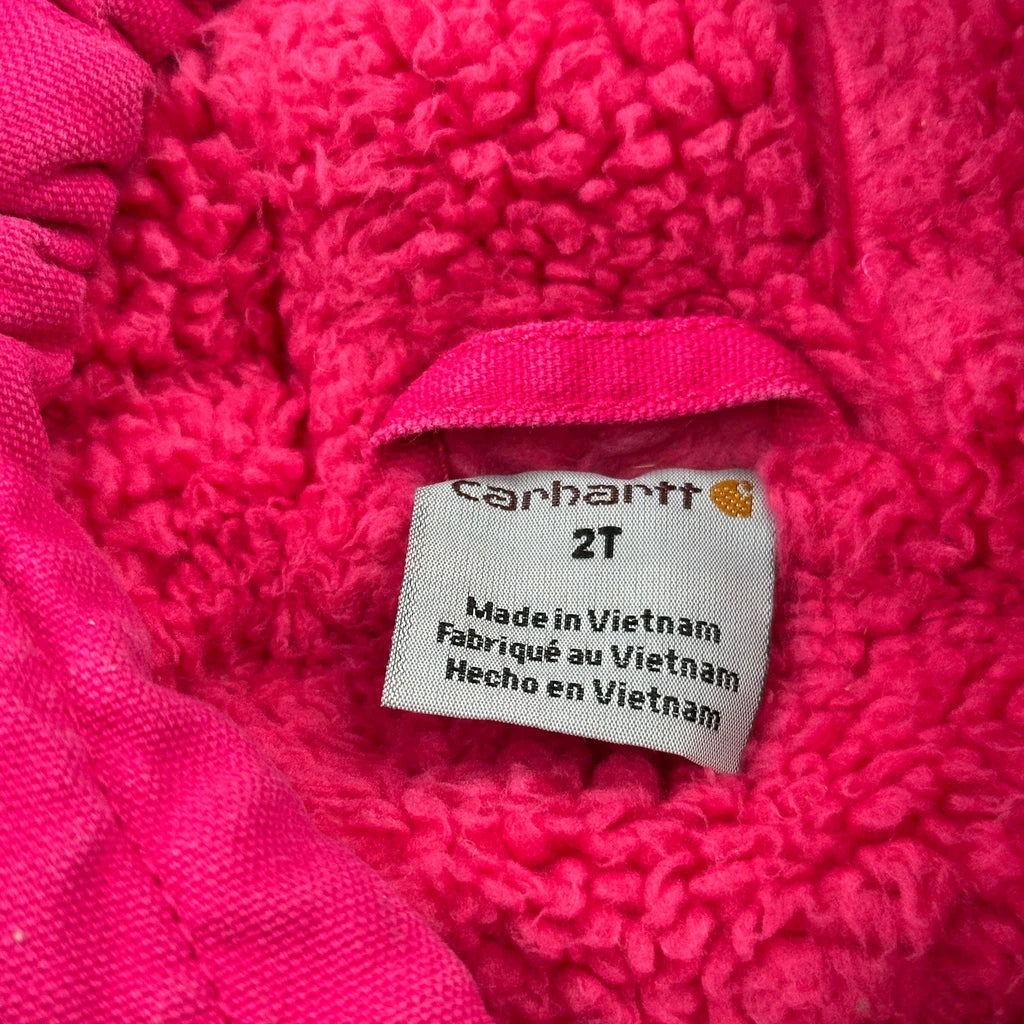 carhartt
2T
Made in Vietnam
Fabriqué au Vietnam
Hecho en Vietnam